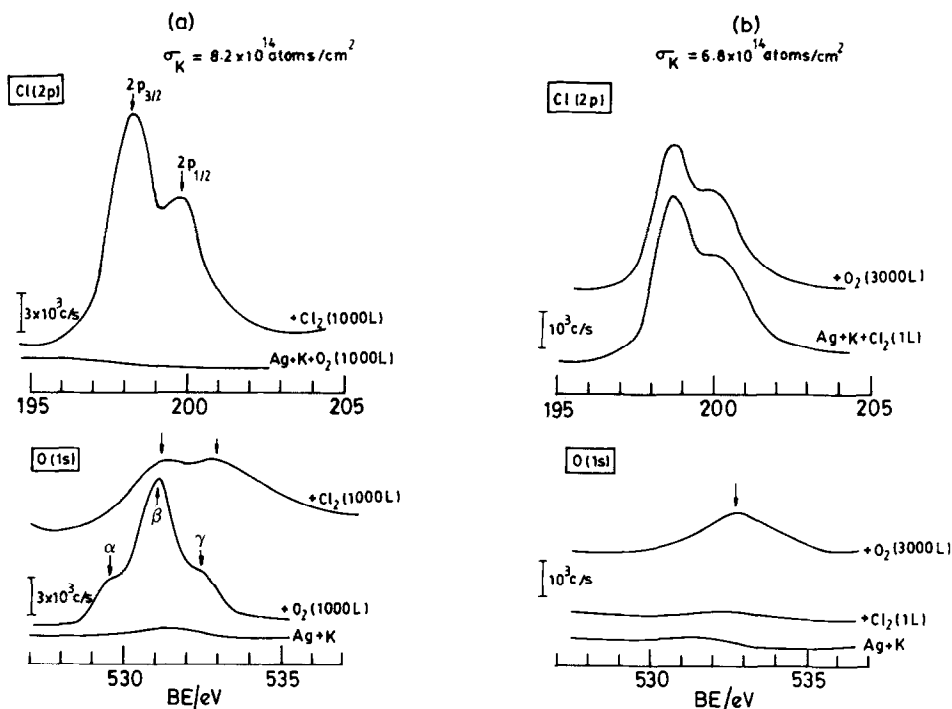 (a)
σK = 8.2x10^14 atoms/cm²
Cl(2p)
2p3/2
2p1/2
3x10³c/s
+Cl2(1000L)
Ag+K+O2(1000L)
195 200 205
O(1s)
+Cl2(1000L)
α
β
γ
3x10³c/s
+O2(1000L)
Ag+K
530 535
BE/eV
(b)
σK = 6.8x10^14 atoms/cm²
Cl(2p)
+O2(3000L)
10³c/s
Ag+K+Cl2(1L)
195 200 205
O(1s)
+O2(3000L)
10³c/s
+Cl2(1L)
Ag+K
530 535
BE/eV